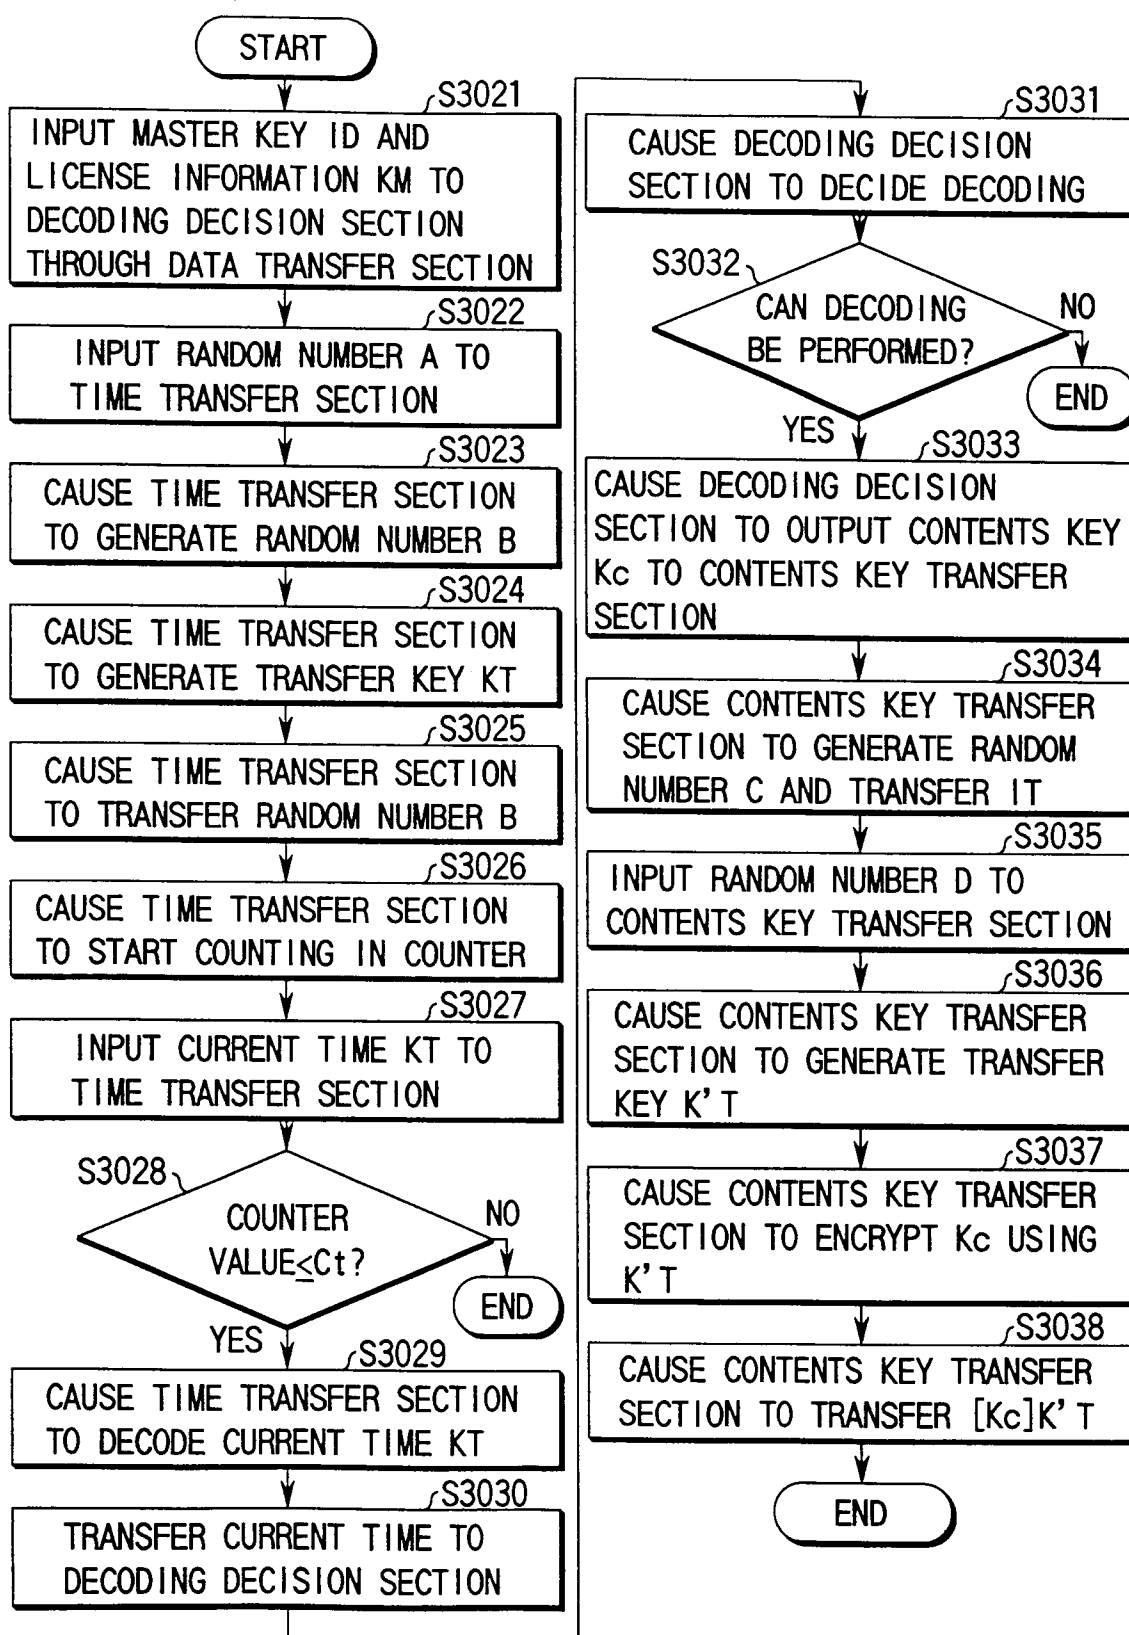 START
S3021
INPUT MASTER KEY ID AND
LICENSE INFORMATION KM TO
DECODING DECISION SECTION
THROUGH DATA TRANSFER SECTION
S3022
INPUT RANDOM NUMBER A TO
TIME TRANSFER SECTION
S3023
CAUSE TIME TRANSFER SECTION
TO GENERATE RANDOM NUMBER B
S3024
CAUSE TIME TRANSFER SECTION
TO GENERATE TRANSFER KEY KT
S3025
CAUSE TIME TRANSFER SECTION
TO TRANSFER RANDOM NUMBER B
S3026
CAUSE TIME TRANSFER SECTION
TO START COUNTING IN COUNTER
S3027
INPUT CURRENT TIME KT TO
TIME TRANSFER SECTION
S3028
COUNTER
VALUE≤Ct?
NO
END
YES
S3029
CAUSE TIME TRANSFER SECTION
TO DECODE CURRENT TIME KT
S3030
TRANSFER CURRENT TIME TO
DECODING DECISION SECTION
S3031
CAUSE DECODING DECISION
SECTION TO DECIDE DECODING
S3032
CAN DECODING
BE PERFORMED?
NO
END
YES
S3033
CAUSE DECODING DECISION
SECTION TO OUTPUT CONTENTS KEY
Kc TO CONTENTS KEY TRANSFER
SECTION
S3034
CAUSE CONTENTS KEY TRANSFER
SECTION TO GENERATE RANDOM
NUMBER C AND TRANSFER IT
S3035
INPUT RANDOM NUMBER D TO
CONTENTS KEY TRANSFER SECTION
S3036
CAUSE CONTENTS KEY TRANSFER
SECTION TO GENERATE TRANSFER
KEY K'T
S3037
CAUSE CONTENTS KEY TRANSFER
SECTION TO ENCRYPT Kc USING
K'T
S3038
CAUSE CONTENTS KEY TRANSFER
SECTION TO TRANSFER [Kc]K'T
END